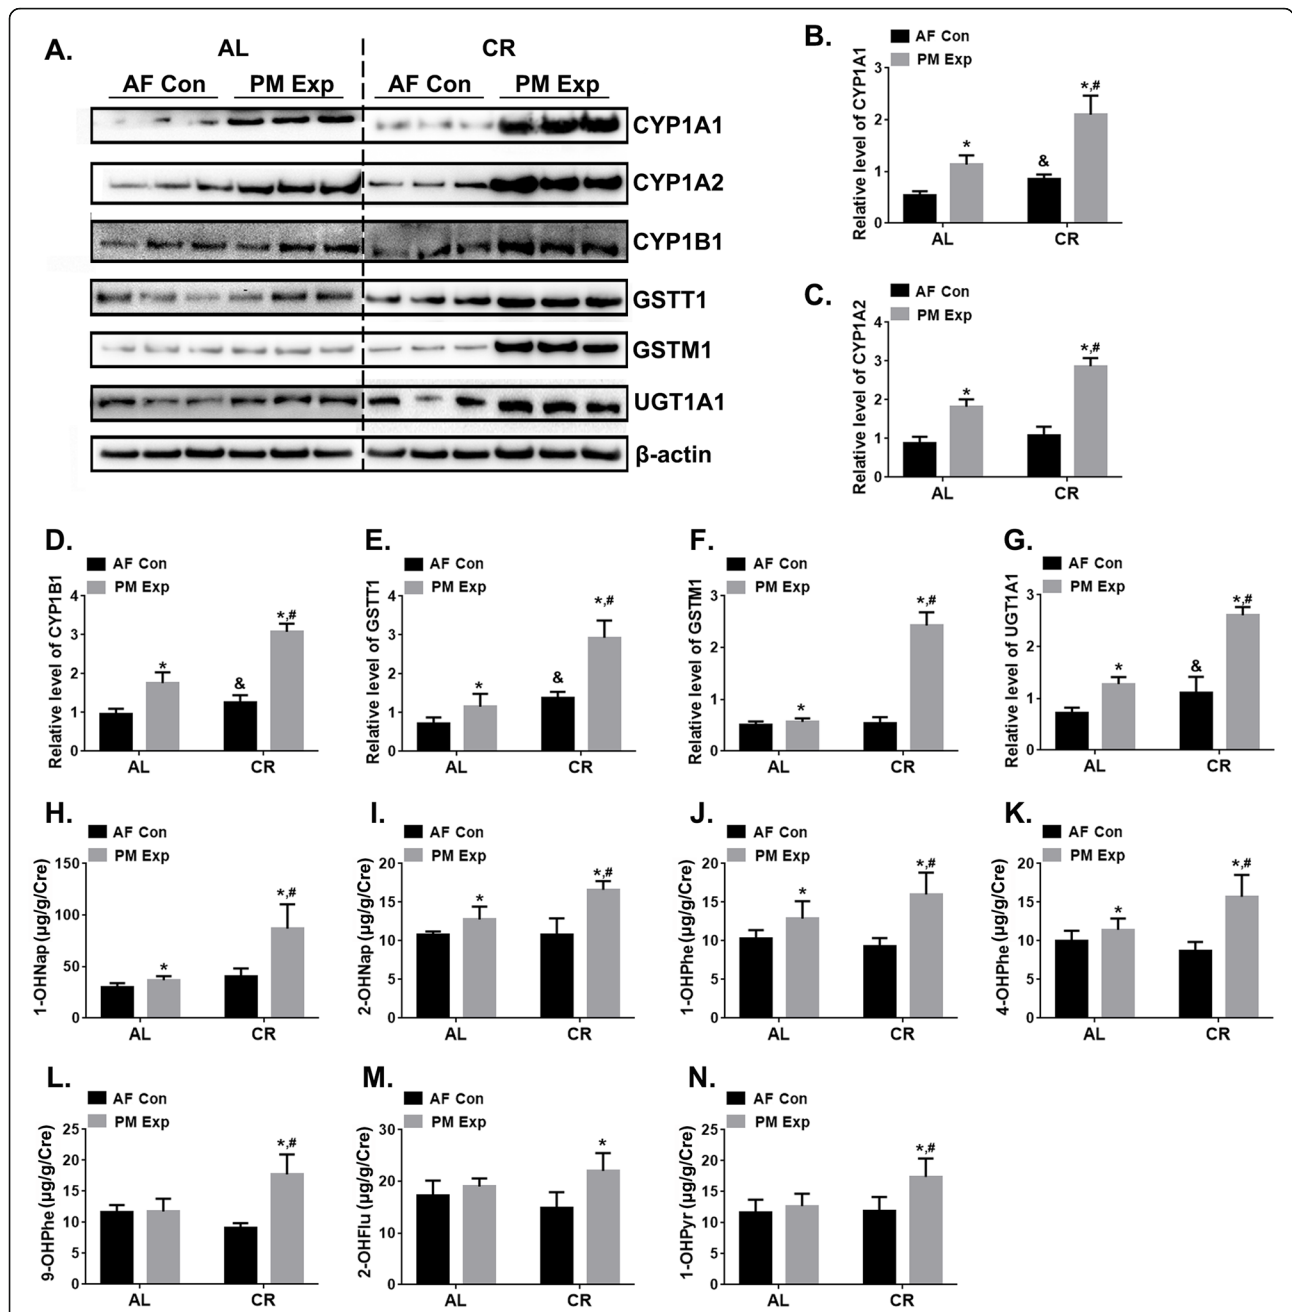 A.
AL CR
AF Con PM Exp AF Con PM Exp
CYP1A1
CYP1A2
CYP1B1
GSTT1
GSTM1
UGT1A1
β-actin
B.
AF Con
PM Exp
Relative level of CYP1A1
3
2
1
0
*
&
*,#
AL CR
C.
AF Con
PM Exp
Relative level of CYP1A2
4
3
2
1
0
*
*,#
AL CR
D.
AF Con
PM Exp
Relative level of CYP1B1
4
3
2
1
0
*
&
*,#
AL CR
E.
AF Con
PM Exp
Relative level of GSTT1
4
3
2
1
0
*
&
*,#
AL CR
F.
AF Con
PM Exp
Relative level of GSTM1
3
2
1
0
*
*,#
AL CR
G.
AF Con
PM Exp
Relative level of UGT1A1
3
2
1
0
*
&
*,#
AL CR
H.
AF Con
PM Exp
1-OHNap (μg/g/Cre)
150
100
50
0
*
*,#
AL CR
I.
AF Con
PM Exp
2-OHNap (μg/g/Cre)
20
15
10
5
0
*
*,#
AL CR
J.
AF Con
PM Exp
1-OHPhe (μg/g/Cre)
20
15
10
5
0
*
*,#
AL CR
K.
AF Con
PM Exp
4-OHPhe (μg/g/Cre)
20
15
10
5
0
*
*,#
AL CR
L.
AF Con
PM Exp
9-OHPhe (μg/g/Cre)
25
20
15
10
5
0
*,#
AL CR
M.
AF Con
PM Exp
2-OHFlu (μg/g/Cre)
30
20
10
0
*
AL CR
N.
AF Con
PM Exp
1-OHPyr (μg/g/Cre)
25
20
15
10
5
0
*,#
AL CR